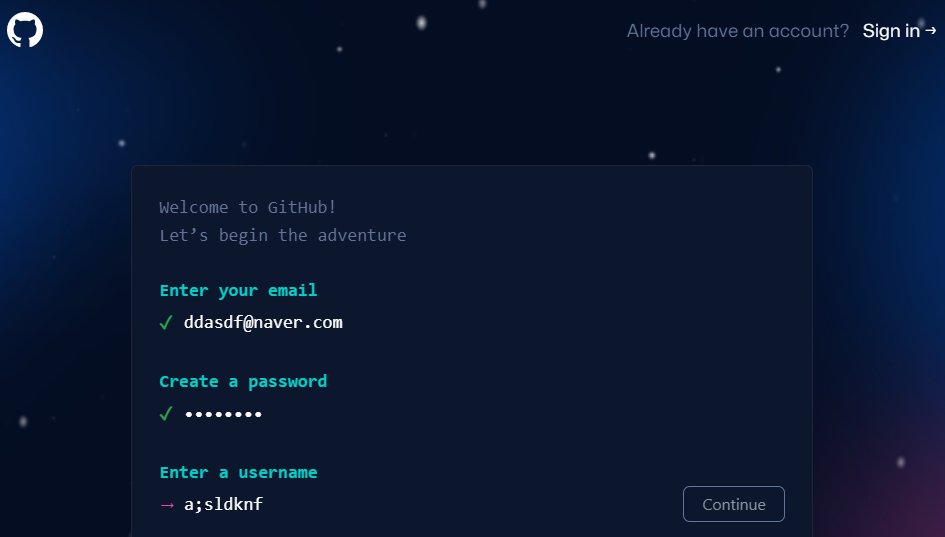 Already have an account? Sign in →
Welcome to GitHub!
Let’s begin the adventure
Enter your email
✓ ddasdf@naver.com
Create a password
✓ ••••••••
Enter a username
→ a;sldknf
Continue